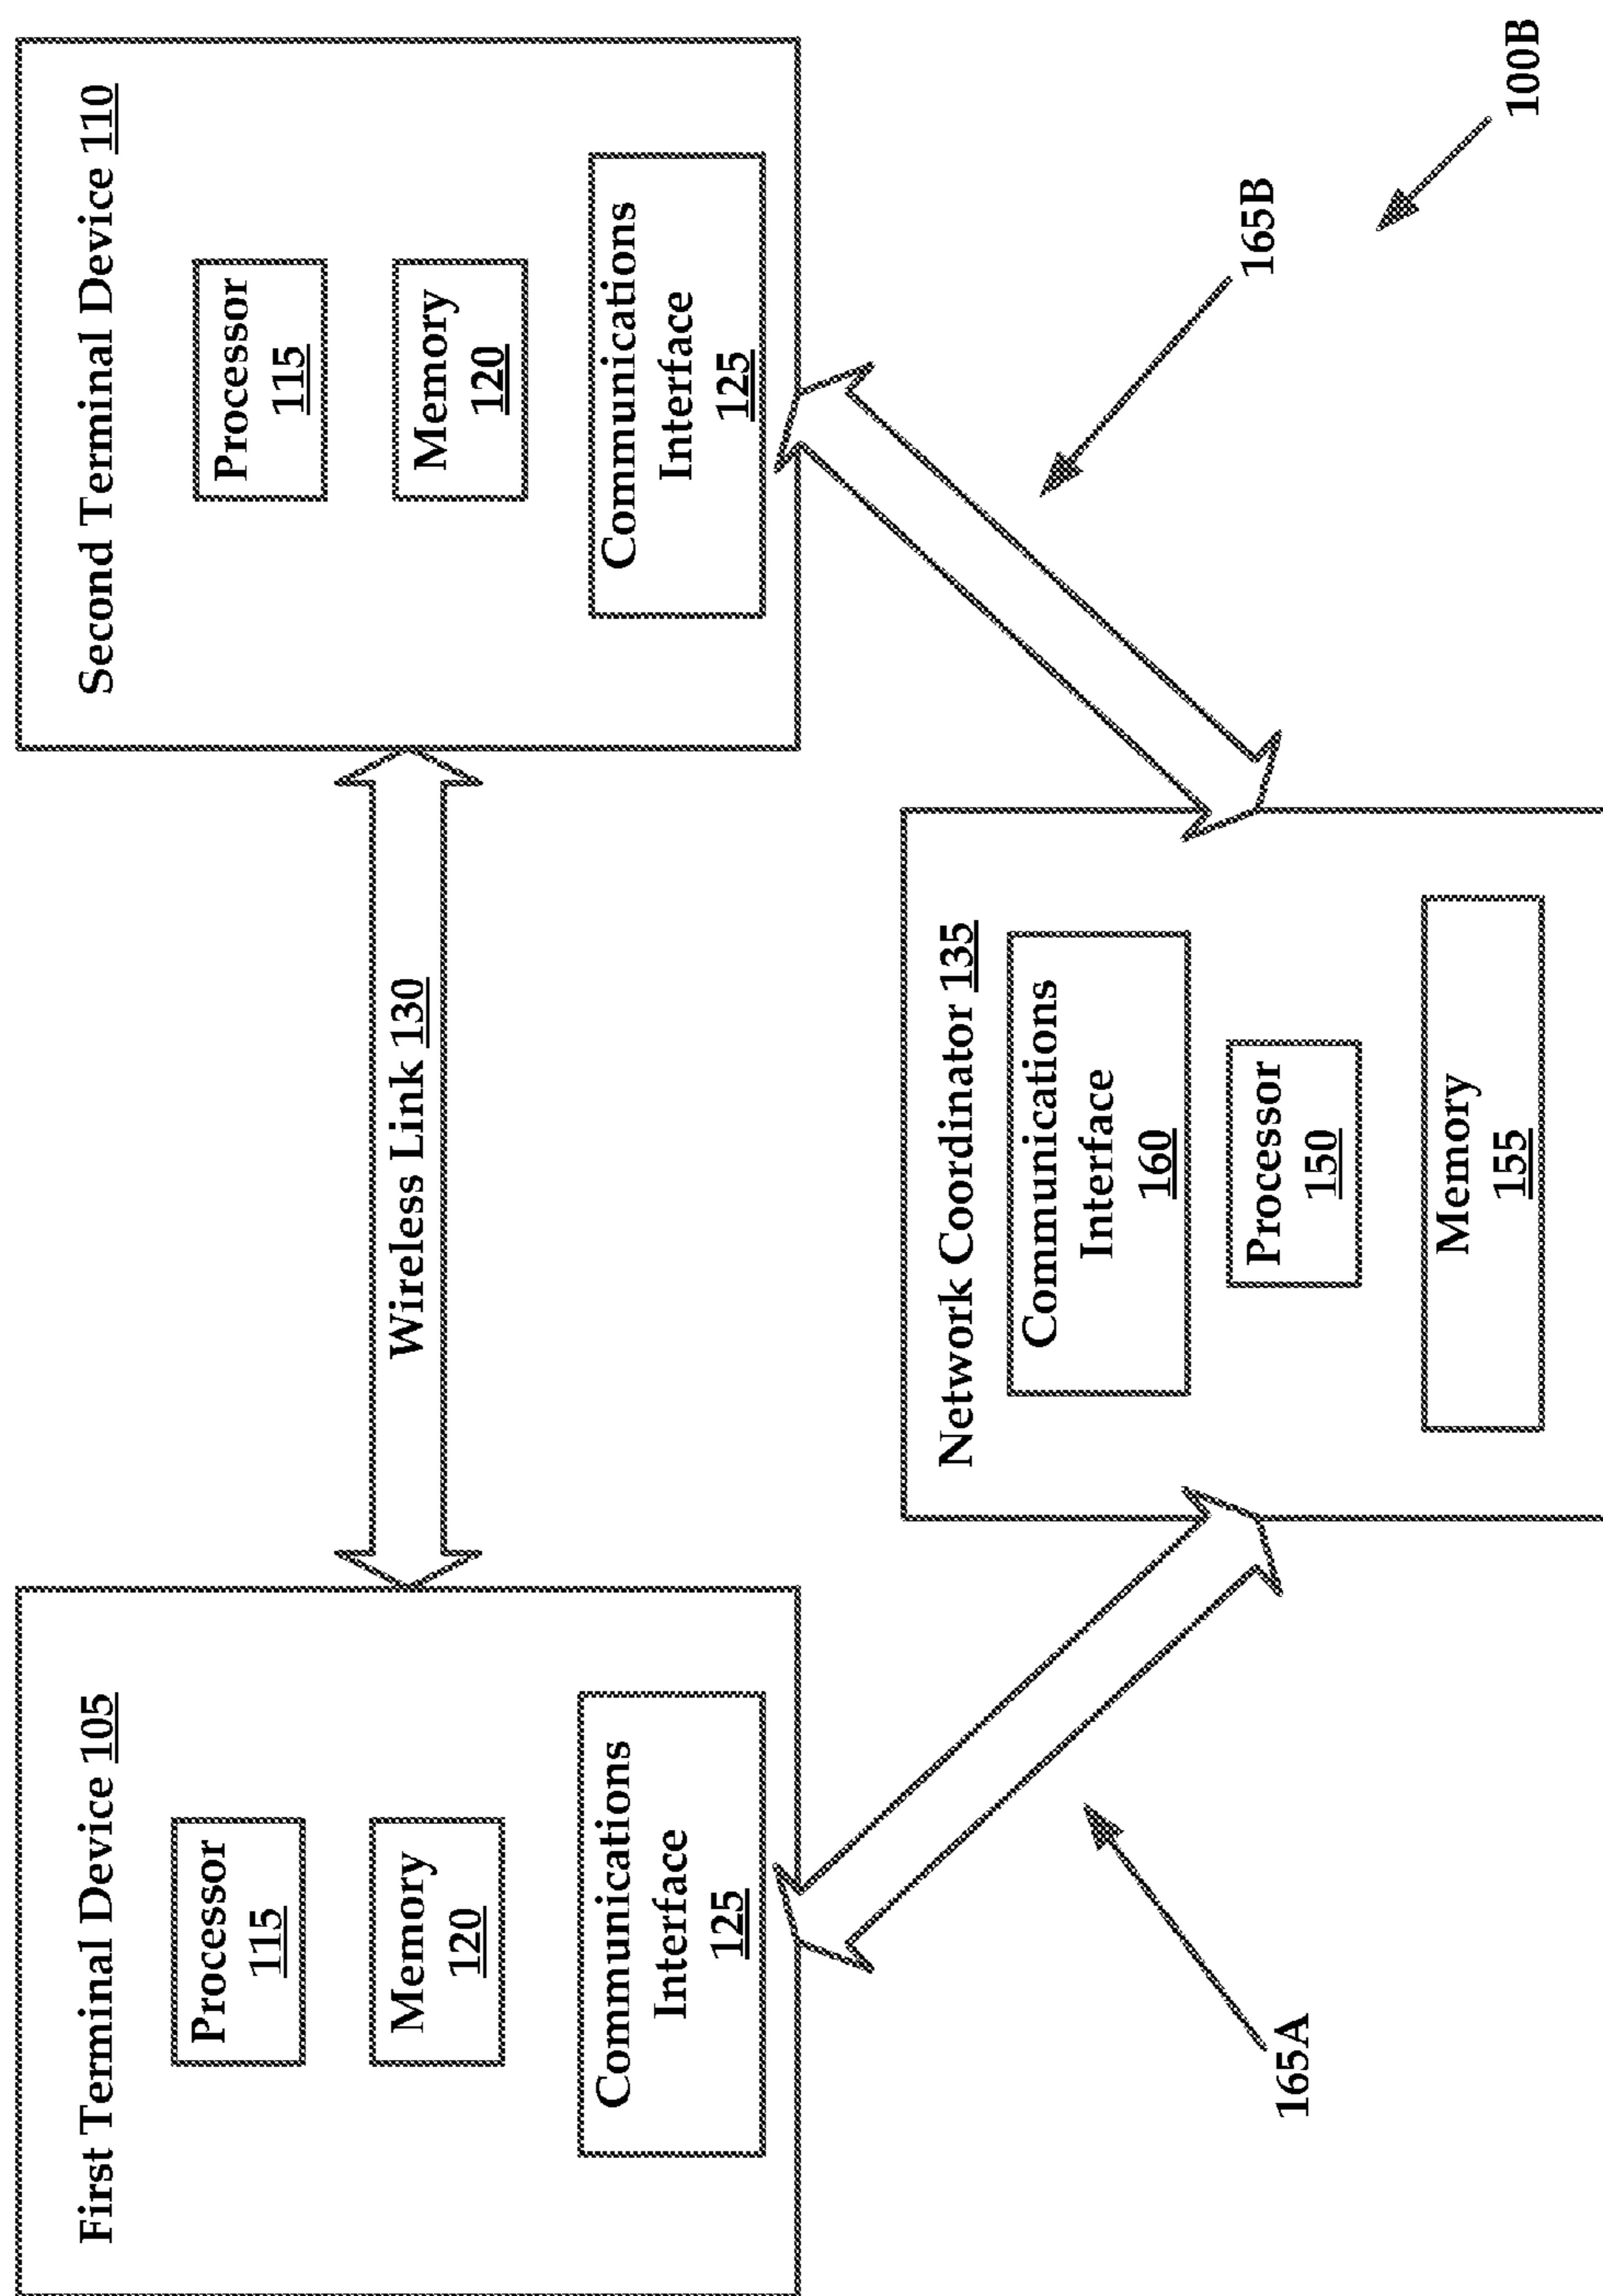 First Terminal Device 105
Processor
115
Memory
120
Communications
Interface
125
Wireless Link 130
Second Terminal Device 110
Processor
115
Memory
120
Communications
Interface
125
165A
Network Coordinator 135
Communications
Interface
160
Processor
150
Memory
155
165B
100B